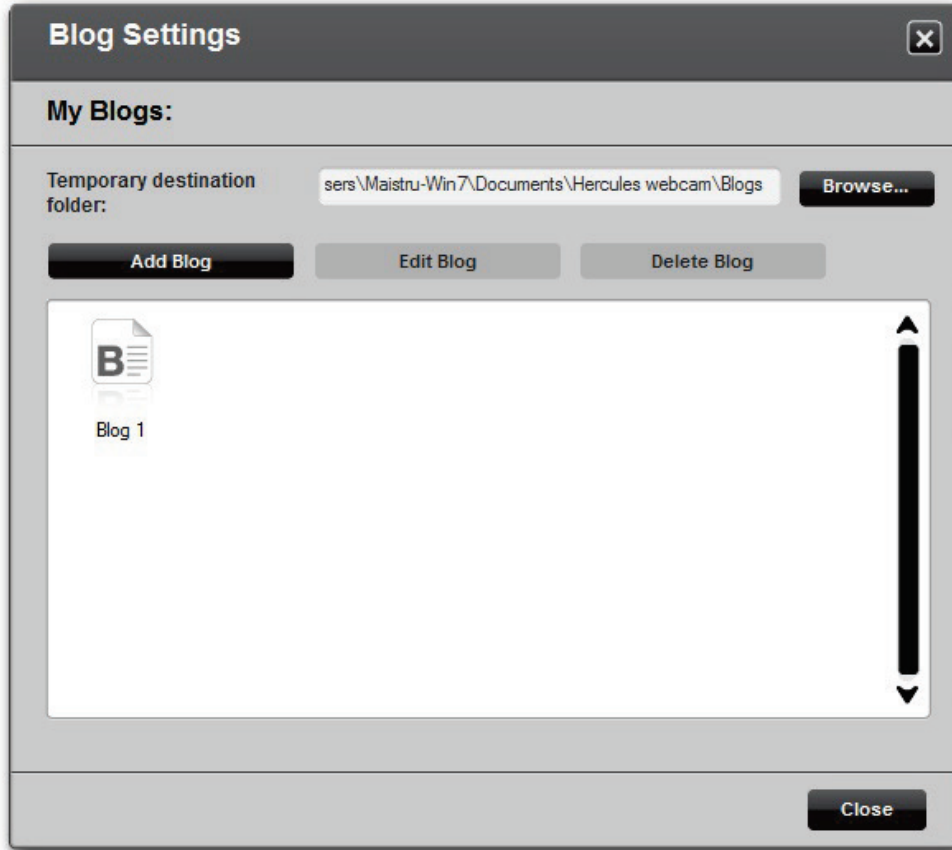 Blog Settings
My Blogs:
Temporary destination
folder:
sers\Maistru-Win7\Documents\Hercules webcam\Blogs
Browse...
Add Blog
Edit Blog
Delete Blog
B
Blog 1
Close